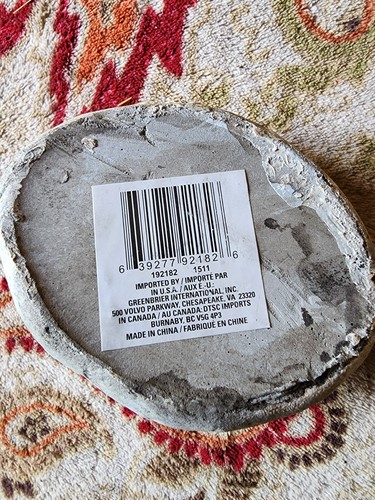 6 39277 92182 6
192182 1511
IMPORTED BY / IMPORTÉ PAR
IN U.S.A. / AUX É.-U.:
GREENBRIER INTERNATIONAL, INC.
500 VOLVO PARKWAY, CHESAPEAKE, VA 23320
IN CANADA / AU CANADA: DTSC IMPORTS
BURNABY, BC V5G 4P3
MADE IN CHINA / FABRIQUÉ EN CHINE